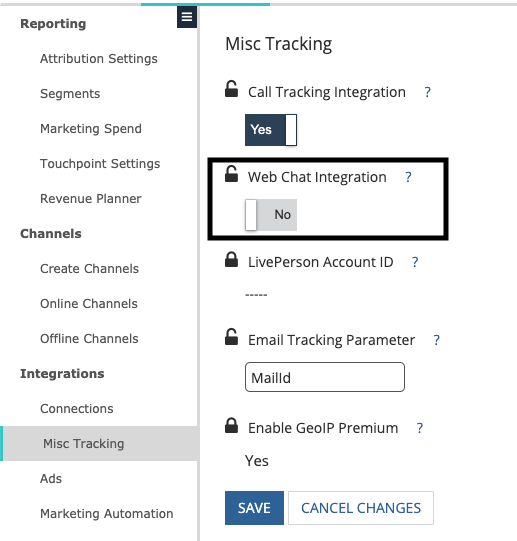 Reporting
Attribution Settings
Segments
Marketing Spend
Touchpoint Settings
Revenue Planner
Channels
Create Channels
Online Channels
Offline Channels
Integrations
Connections
Misc Tracking
Ads
Marketing Automation
Misc Tracking
Call Tracking Integration ?
Yes
Web Chat Integration ?
No
LivePerson Account ID ?
-----
Email Tracking Parameter ?
MailId
Enable GeoIP Premium ?
Yes
SAVE CANCEL CHANGES